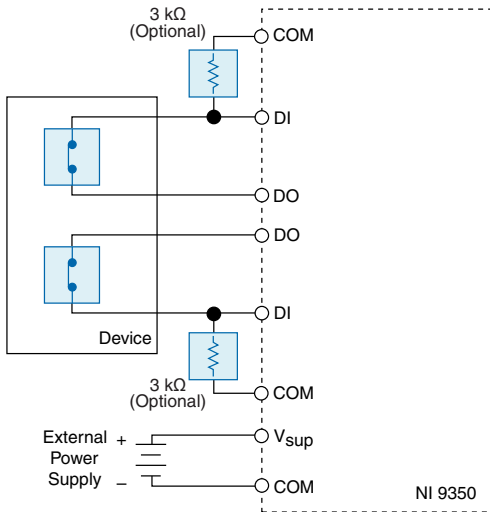 3 kΩ
(Optional)
COM
DI
DO
DO
DI
Device
3 kΩ
(Optional)
COM
External
Power
Supply
+
–
Vsup
COM
NI 9350